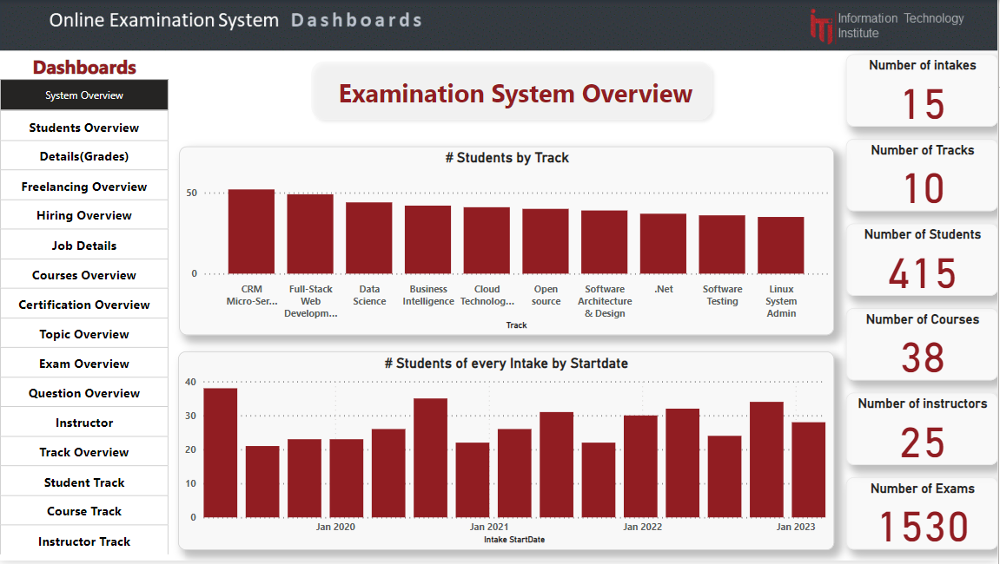 Online Examination System Dashboards
Information Technology
Institute
Dashboards
System Overview
Students Overview
Details(Grades)
Freelancing Overview
Hiring Overview
Job Details
Courses Overview
Certification Overview
Topic Overview
Exam Overview
Question Overview
Instructor
Track Overview
Student Track
Course Track
Instructor Track
Examination System Overview
# Students by Track
50
0
CRM
Micro-Ser...
Full-Stack
Web
Developm...
Data
Science
Business
Intelligence
Cloud
Technolog...
Open
source
Software
Architecture
& Design
.Net
Software
Testing
Linux
System
Admin
Track
# Students of every Intake by Startdate
40
30
20
10
0
Jan 2020
Jan 2021
Jan 2022
Jan 2023
Intake StartDate
Number of intakes
15
Number of Tracks
10
Number of Students
415
Number of Courses
38
Number of instructors
25
Number of Exams
1530